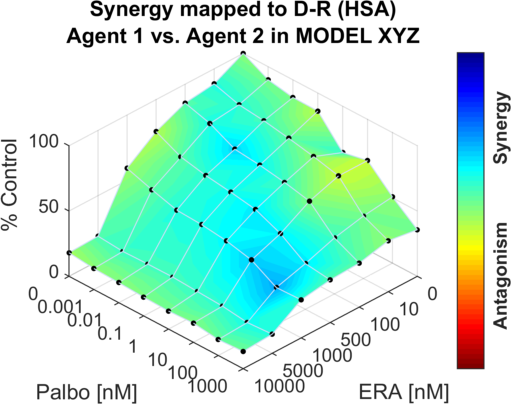 Synergy mapped to D-R (HSA)
Agent 1 vs. Agent 2 in MODEL XYZ
100
50
0
% Control
0
0.001
0.01
0.1
1
10
100
1000
Palbo [nM]
0
10
100
500
1000
5000
10000
ERA [nM]
Synergy
Antagonism